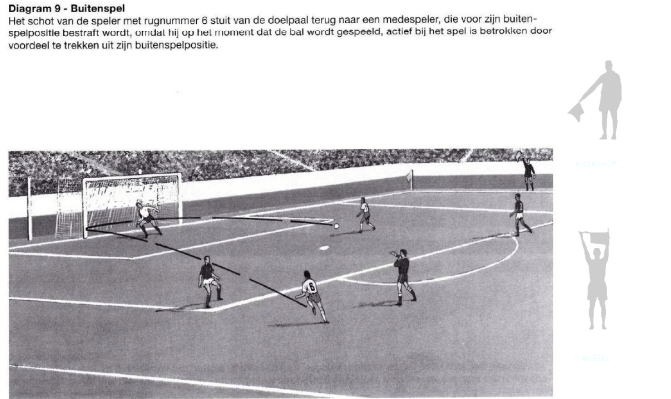 Diagram 9 - Buitenspel
Het schot van de speler met rugnummer 6 stuit van de doelpaal terug naar een medespeler, die voor zijn buiten-
spelpositie bestraft wordt, omdat hij op het moment dat de bal wordt gespeeld, actief bij het spel is betrokken door
voordeel te trekken uit zijn buitenspelpositie.
6